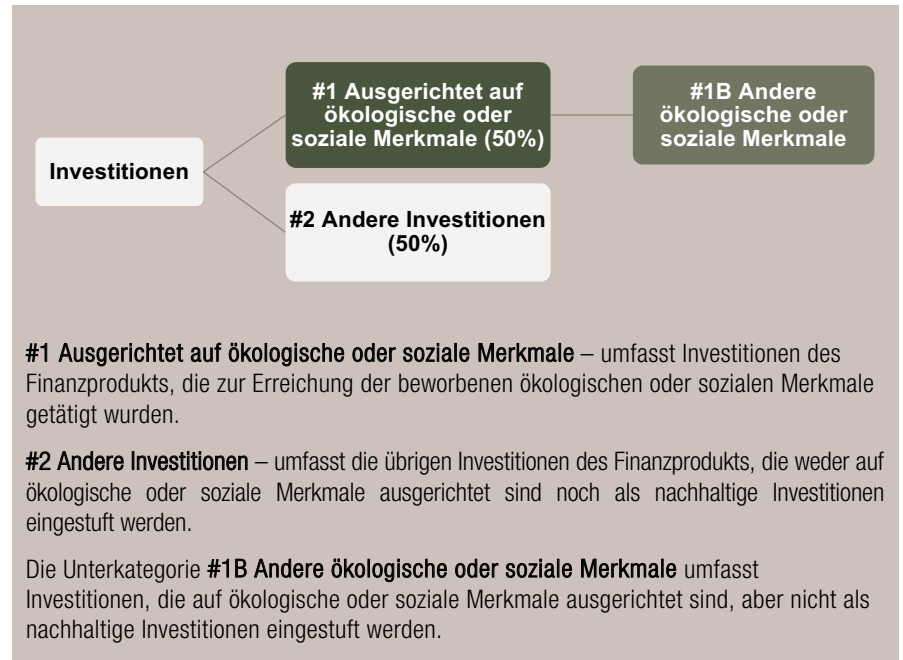 #1 Ausgerichtet auf
ökologische oder
soziale Merkmale (50%)
#1B Andere
ökologische oder
soziale Merkmale
Investitionen
#2 Andere Investitionen
(50%)
#1 Ausgerichtet auf ökologische oder soziale Merkmale – umfasst Investitionen des
Finanzprodukts, die zur Erreichung der beworbenen ökologischen oder sozialen Merkmale
getätigt wurden.
#2 Andere Investitionen – umfasst die übrigen Investitionen des Finanzprodukts, die weder auf
ökologische oder soziale Merkmale ausgerichtet sind noch als nachhaltige Investitionen
eingestuft werden.
Die Unterkategorie #1B Andere ökologische oder soziale Merkmale umfasst
Investitionen, die auf ökologische oder soziale Merkmale ausgerichtet sind, aber nicht als
nachhaltige Investitionen eingestuft werden.